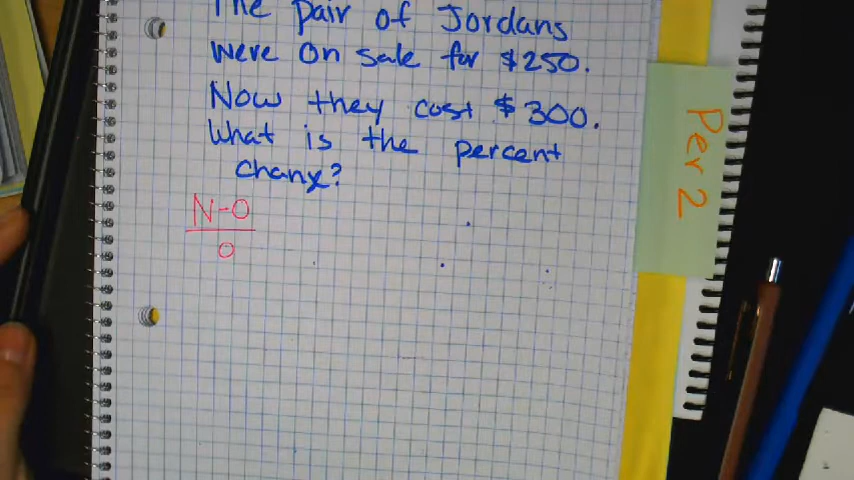 The pair of Jordans
were on sale for $250.
Now they cost $300.
What is the percent
change?
N-O
O
Per 2